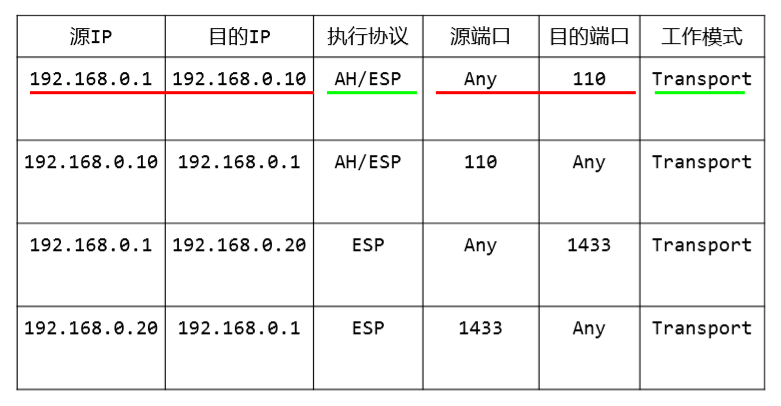 源IP 目的IP 执行协议 源端口 目的端口 工作模式
192.168.0.1 192.168.0.10 AH/ESP Any 110 Transport
192.168.0.10 192.168.0.1 AH/ESP 110 Any Transport
192.168.0.1 192.168.0.20 ESP Any 1433 Transport
192.168.0.20 192.168.0.1 ESP 1433 Any Transport